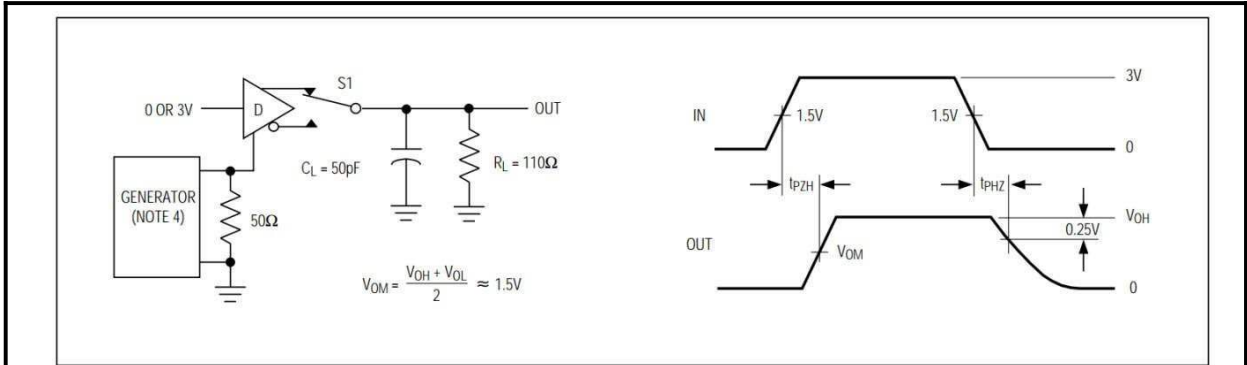 S1
0 OR 3V
D
OUT
C_L = 50pF
R_L = 110Ω
GENERATOR
(NOTE 4)
50Ω
V_OM = (V_OH + V_OL) / 2 ≈ 1.5V
3V
IN
1.5V
1.5V
0
t_PZH
t_PHZ
V_OH
0.25V
OUT
V_OM
0